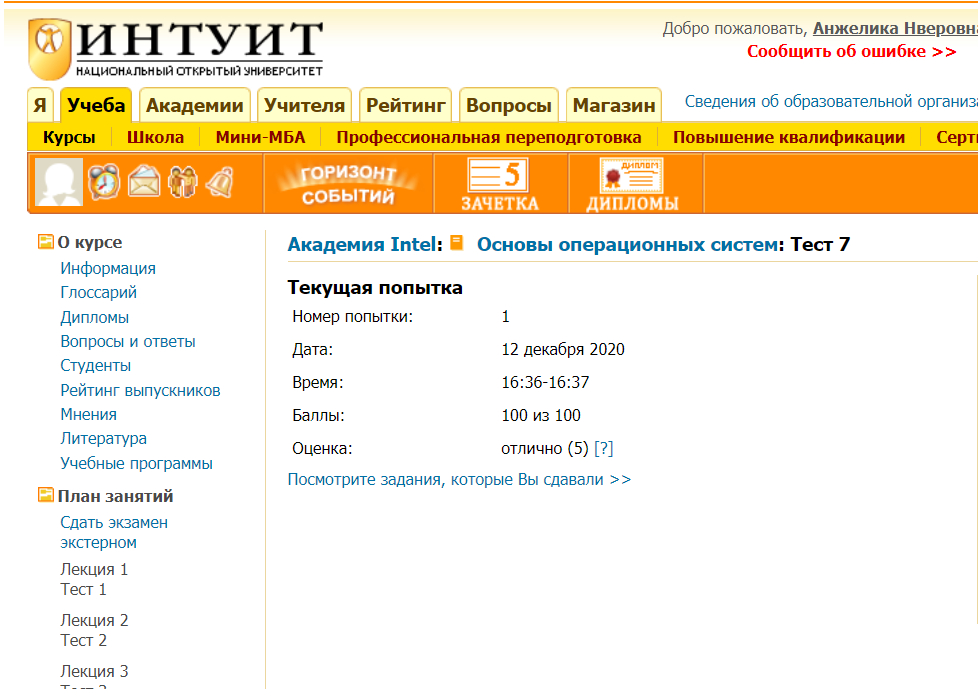 ИНТУИТ
НАЦИОНАЛЬНЫЙ ОТКРЫТЫЙ УНИВЕРСИТЕТ
Добро пожаловать, Анжелика Нверовна
Сообщить об ошибке >>
Я Учеба Академии Учителя Рейтинг Вопросы Магазин Сведения об образовательной организа
Курсы Школа Мини-МБА Профессиональная переподготовка Повышение квалификации Серти
ГОРИЗОНТ СОБЫТИЙ 5 ЗАЧЕТКА ДИПЛОМ ДИПЛОМЫ
О курсе
Информация
Глоссарий
Дипломы
Вопросы и ответы
Студенты
Рейтинг выпускников
Мнения
Литература
Учебные программы
План занятий
Сдать экзамен
экстерном
Лекция 1
Тест 1
Лекция 2
Тест 2
Лекция 3
Тест 3
Академия Intel: Основы операционных систем: Тест 7
Текущая попытка
Номер попытки: 1
Дата: 12 декабря 2020
Время: 16:36-16:37
Баллы: 100 из 100
Оценка: отлично (5) [?]
Посмотрите задания, которые Вы сдавали >>